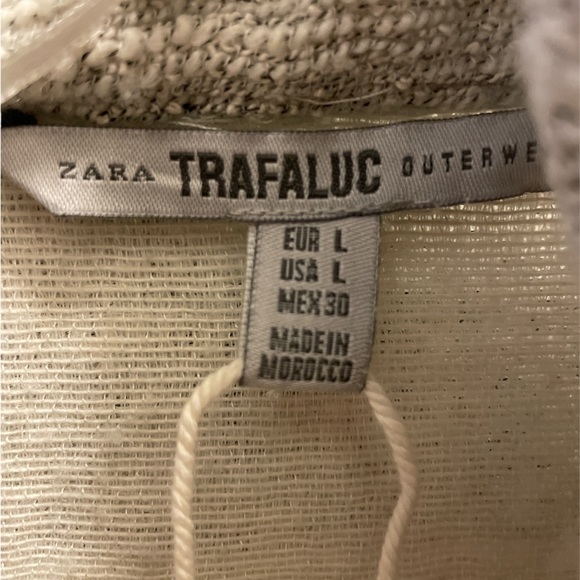 ZARA TRAFALUC OUTERWE
EUR L
USA L
MEX 30
MADE IN
MOROCCO